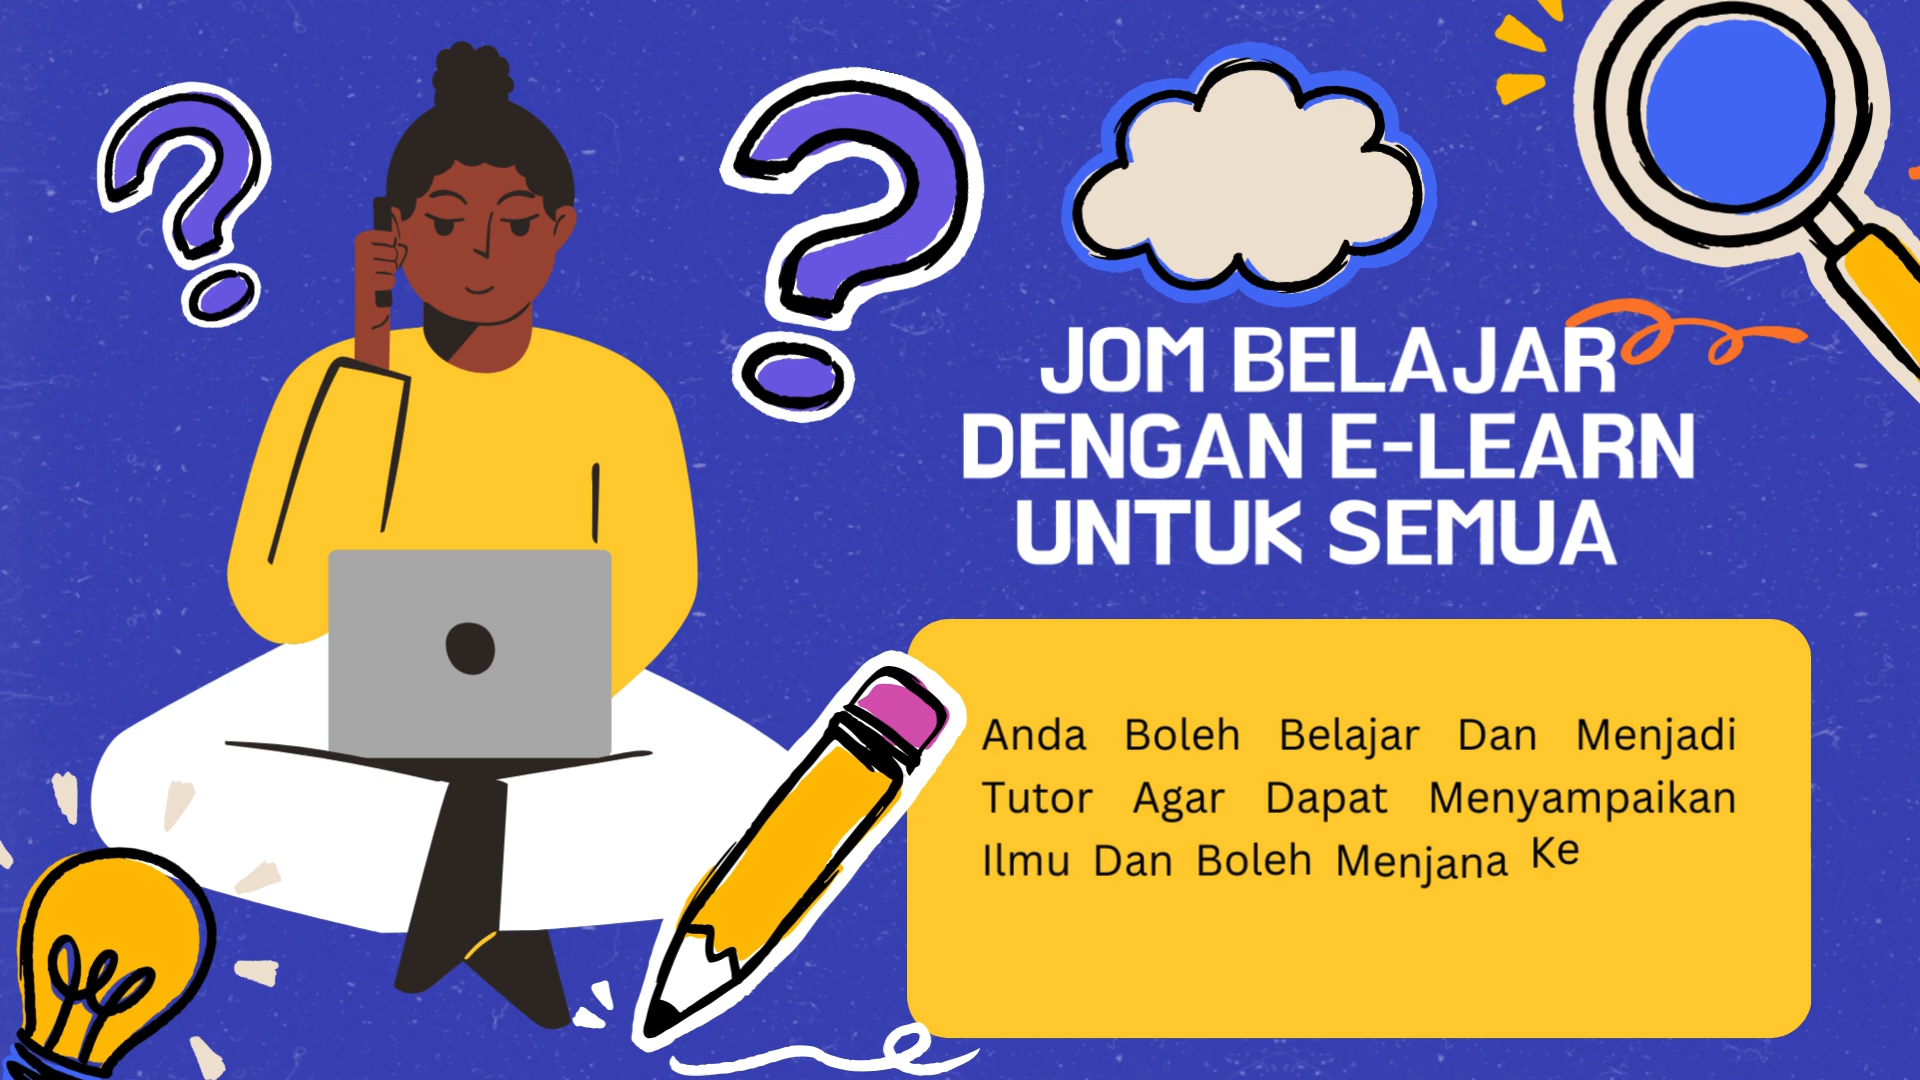 JOM BELAJAR
DENGAN E-LEARN
UNTUK SEMUA
Anda Boleh Belajar Dan Menjadi
Tutor Agar Dapat Menyampaikan
Ilmu Dan Boleh Menjana Ke